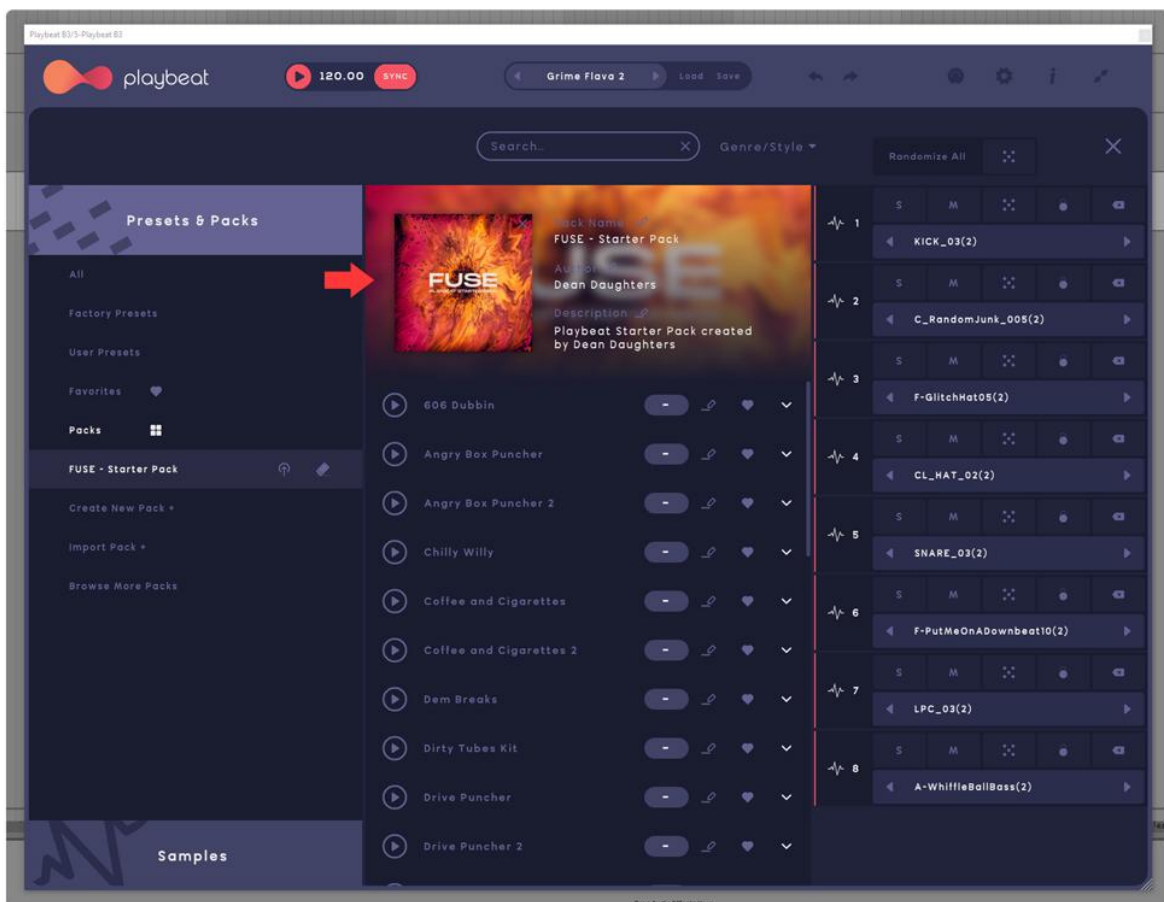 Playbeat B3/5-Playbeat B3
playbeat
120.00 SYNC
Grime Flava 2 Load Save
i
Search..
Genre/Style
Randomize All
Presets & Packs
All
Factory Presets
User Presets
Favorites
Packs
FUSE - Starter Pack
Create New Pack +
Import Pack +
Browse More Packs
Samples
FUSE
Pack Name
FUSE - Starter Pack
Author
Dean Daughters
Description
Playbeat Starter Pack created
by Dean Daughters
FUSE
606 Dubbin -
Angry Box Puncher -
Angry Box Puncher 2 -
Chilly Willy -
Coffee and Cigarettes -
Coffee and Cigarettes 2 -
Dem Breaks -
Dirty Tubes Kit -
Drive Puncher -
Drive Puncher 2 -
1 S M
KICK_03(2)
2 S M
C_RandomJunk_005(2)
3 S M
F-GlitchHat05(2)
4 S M
CL_HAT_02(2)
5 S M
SNARE_03(2)
6 S M
F-PutMeOnADownbeat10(2)
7 S M
LPC_03(2)
8 S M
A-WhiffleBallBass(2)